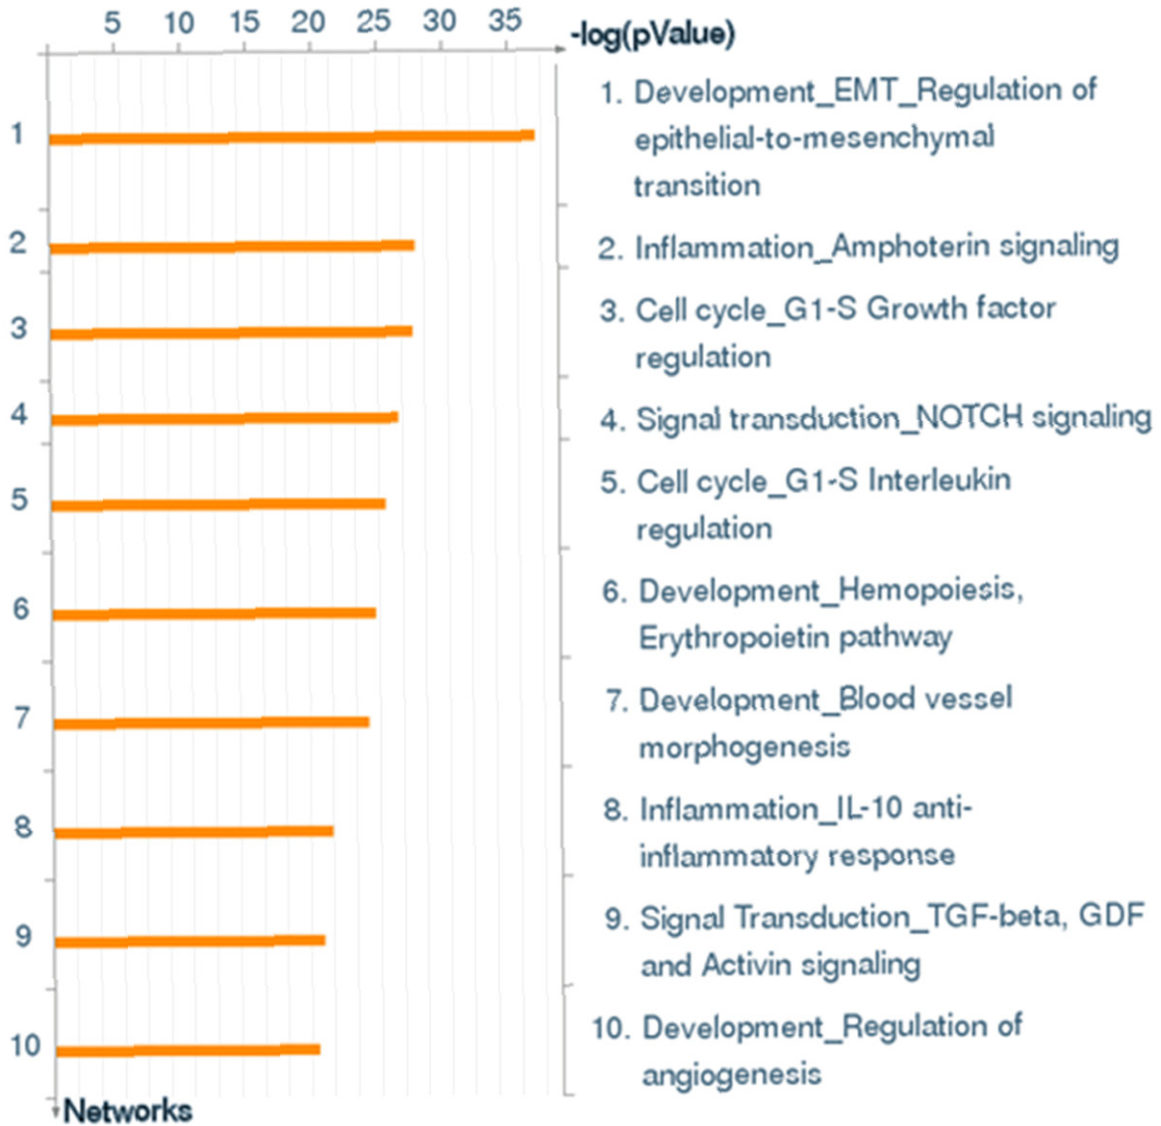 5 10 15 20 25 30 35
-log(pValue)
1
2
3
4
5
6
7
8
9
10
Networks
1. Development_EMT_Regulation of
epithelial-to-mesenchymal
transition
2. Inflammation_Amphoterin signaling
3. Cell cycle_G1-S Growth factor
regulation
4. Signal transduction_NOTCH signaling
5. Cell cycle_G1-S Interleukin
regulation
6. Development_Hemopoiesis,
Erythropoietin pathway
7. Development_Blood vessel
morphogenesis
8. Inflammation_IL-10 anti-
inflammatory response
9. Signal Transduction_TGF-beta, GDF
and Activin signaling
10. Development_Regulation of
angiogenesis